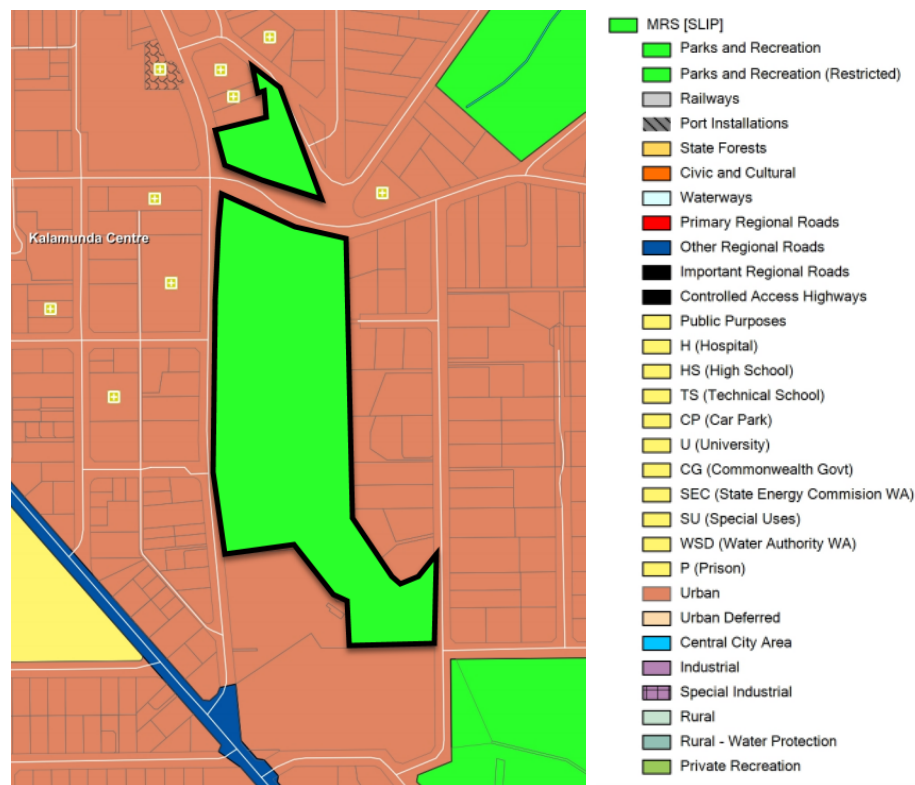 Kalamunda Centre
MRS [SLIP]
Parks and Recreation
Parks and Recreation (Restricted)
Railways
Port Installations
State Forests
Civic and Cultural
Waterways
Primary Regional Roads
Other Regional Roads
Important Regional Roads
Controlled Access Highways
Public Purposes
H (Hospital)
HS (High School)
TS (Technical School)
CP (Car Park)
U (University)
CG (Commonwealth Govt)
SEC (State Energy Commision WA)
SU (Special Uses)
WSD (Water Authority WA)
P (Prison)
Urban
Urban Deferred
Central City Area
Industrial
Special Industrial
Rural
Rural - Water Protection
Private Recreation